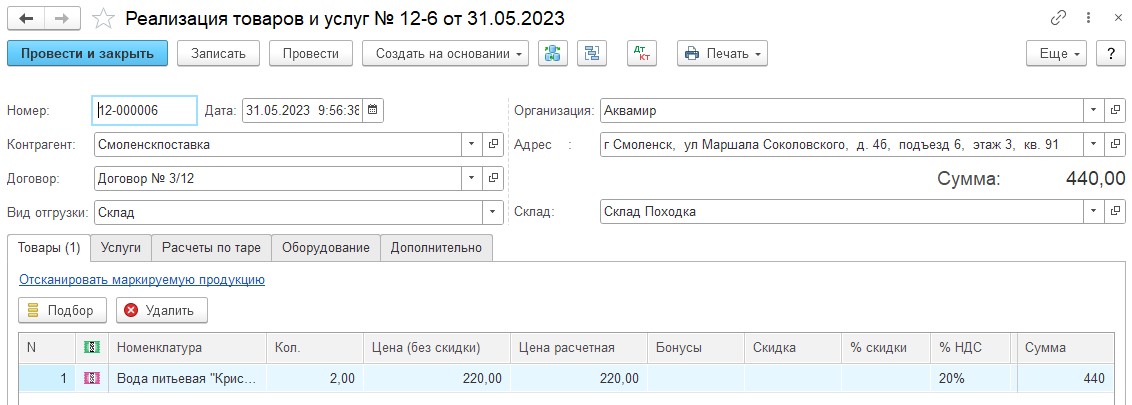 Реализация товаров и услуг № 12-6 от 31.05.2023
Провести и закрыть Записать Провести Создать на основании Дт Кт Печать Еще ?
Номер: 12-000006 Дата: 31.05.2023 9:56:38 Организация: Аквамир
Контрагент: Смоленскпоставка Адрес : г Смоленск, ул Маршала Соколовского, д. 4б, подъезд 6, этаж 3, кв. 91
Договор: Договор № 3/12 Сумма: 440,00
Вид отгрузки: Склад Склад: Склад Походка
Товары (1) Услуги Расчеты по таре Оборудование Дополнительно
Отсканировать маркируемую продукцию
Подбор Удалить
N Номенклатура Кол. Цена (без скидки) Цена расчетная Бонусы Скидка % скидки % НДС Сумма
1 Вода питьевая "Крис... 2,00 220,00 220,00 20% 440